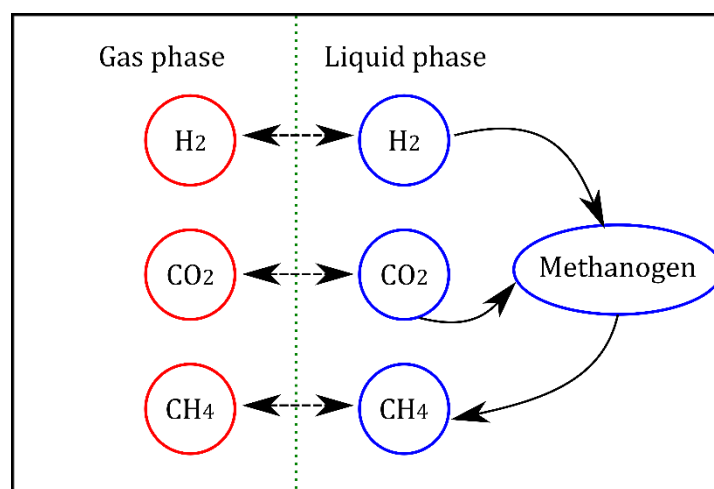 Gas phase
Liquid phase
H2
H2
CO2
CO2
Methanogen
CH4
CH4